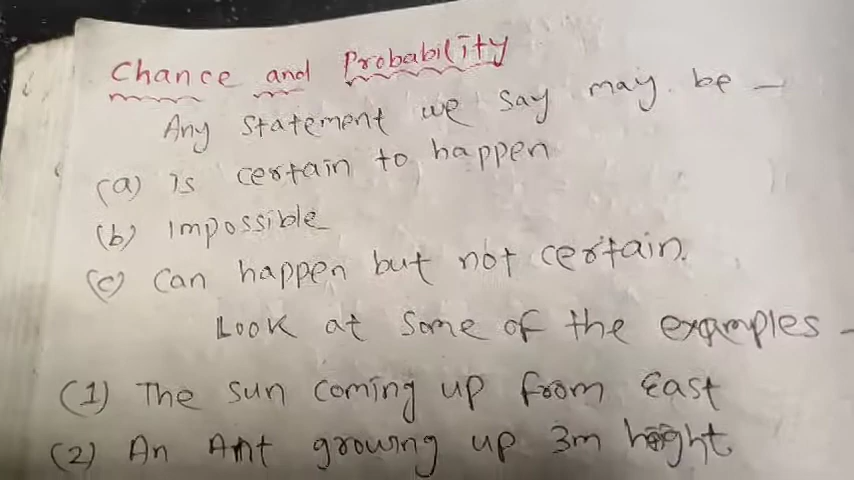 Chance and Probability
Any statement we say may be —
(a) is certain to happen
(b) impossible
(c) can happen but not certain.
Look at some of the examples -
(1) The sun coming up from East
(2) An Ant growing up 3m height